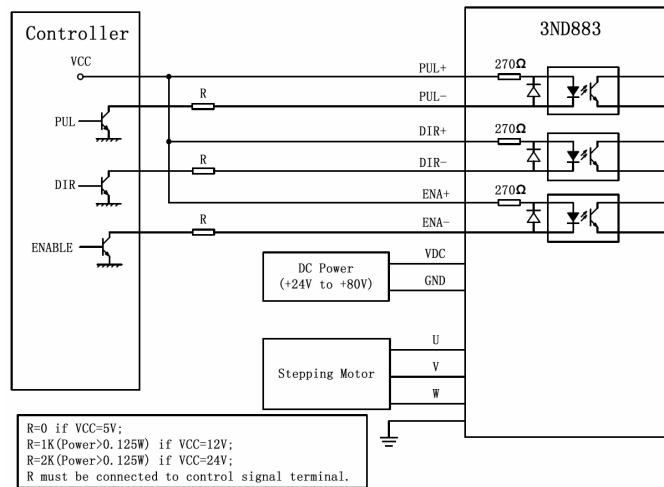 Controller
3ND883
VCC
PUL+
270Ω
R
PUL-
PUL
DIR+
270Ω
R
DIR-
DIR
ENA+
270Ω
R
ENA-
ENABLE
VDC
DC Power
(+24V to +80V)
GND
U
Stepping Motor
V
W
R=0 if VCC=5V;
R=1K(Power>0.125W) if VCC=12V;
R=2K(Power>0.125W) if VCC=24V;
R must be connected to control signal terminal.